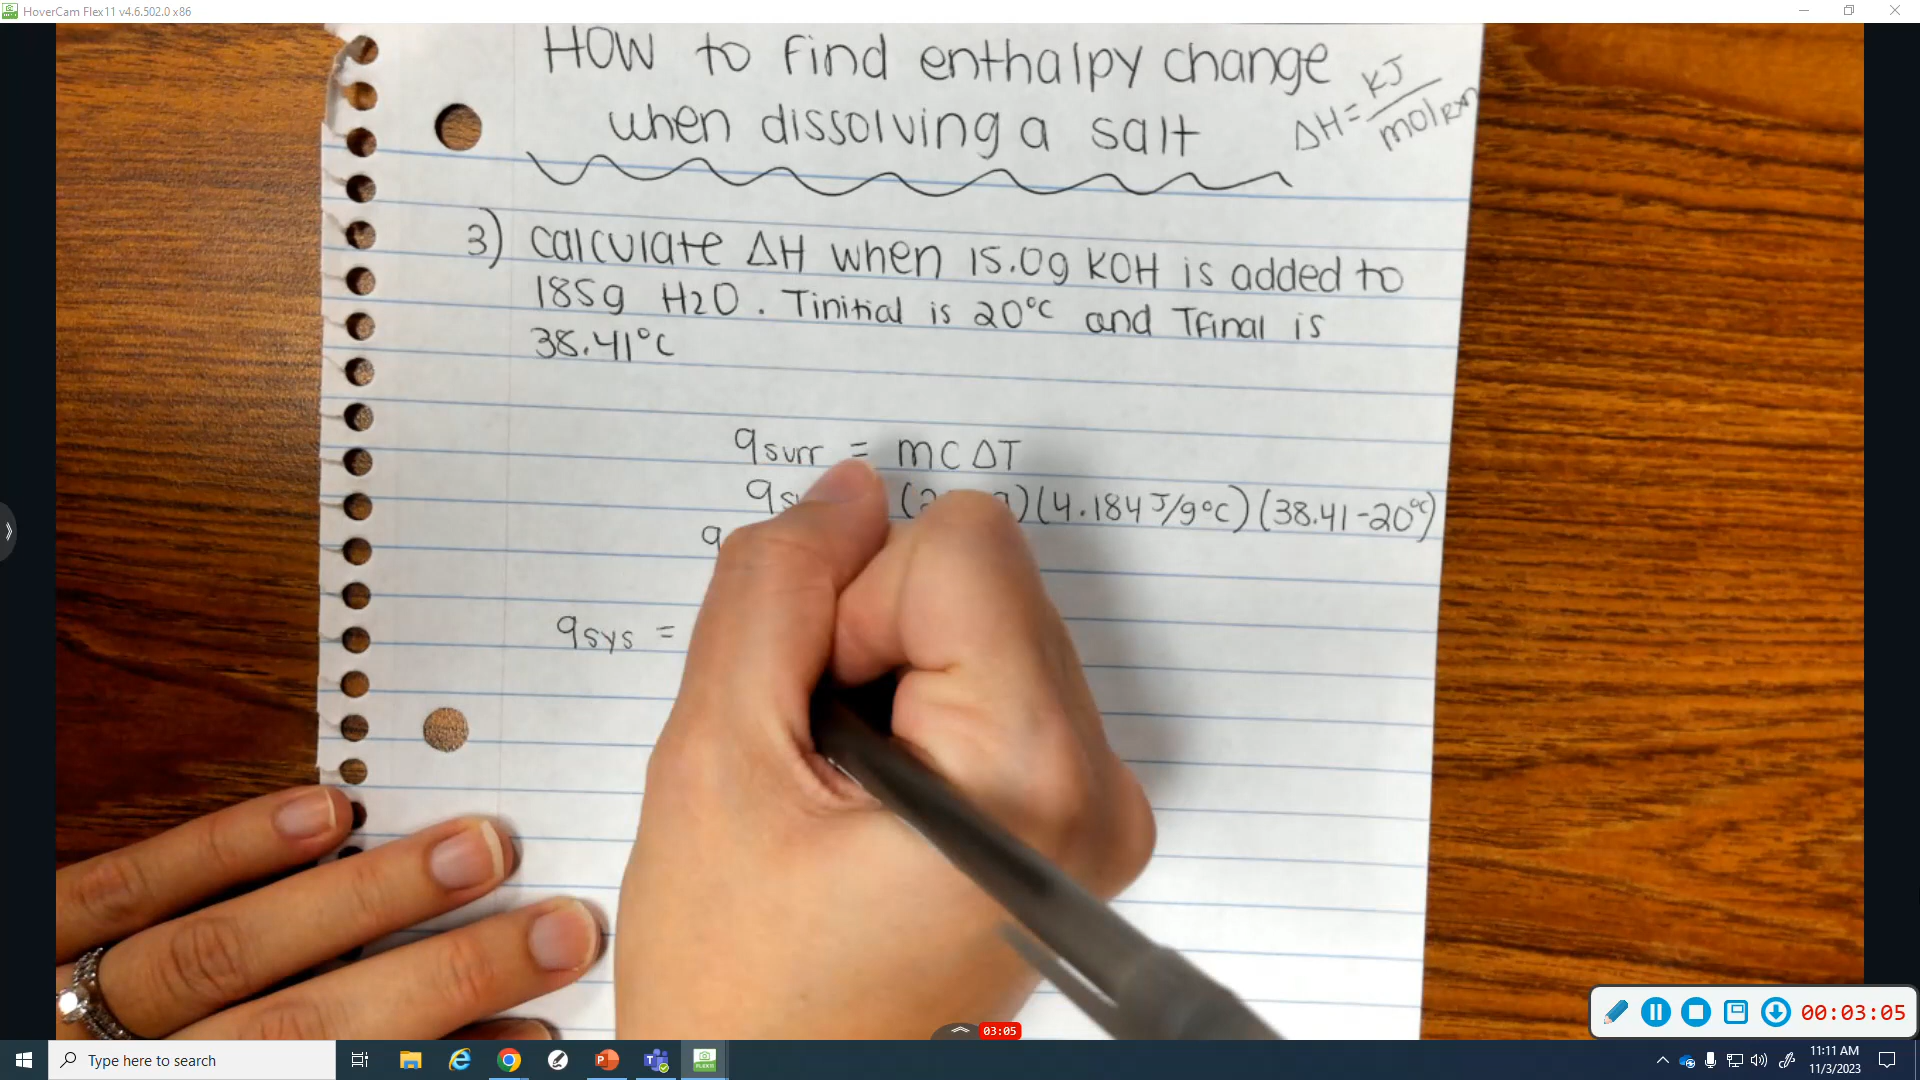 HoverCam Flex11 v4.6.502.0 x86
How to find enthalpy change
when dissolving a salt
ΔH = KJ
molrxn
3) Calculate ΔH when 15.0g KOH is added to
185g H2O. Tinitial is 20°C and Tfinal is
38.41°C
qsurr = mCΔT
(4.184J/g°C)(38.41-20°C)
q
qsys =
03:05
00:03:05
Type here to search
11:11 AM
11/3/2023